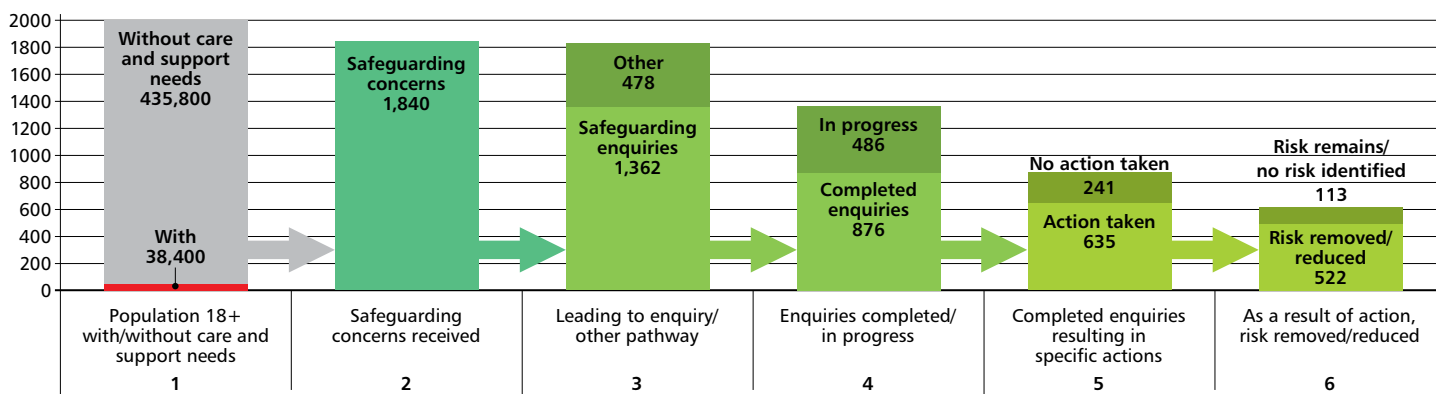 2000
1800
1600
1400
1200
1000
800
600
400
200
0
Without care
and support
needs
435,800
With
38,400
Safeguarding
concerns
1,840
Other
478
Safeguarding
enquiries
1,362
In progress
486
Completed
enquiries
876
No action taken
241
Action taken
635
Risk remains/
no risk identified
113
Risk removed/
reduced
522
Population 18+
with/without care and
support needs
1
Safeguarding
concerns received
2
Leading to enquiry/
other pathway
3
Enquiries completed/
in progress
4
Completed enquiries
resulting in
specific actions
5
As a result of action,
risk removed/reduced
6